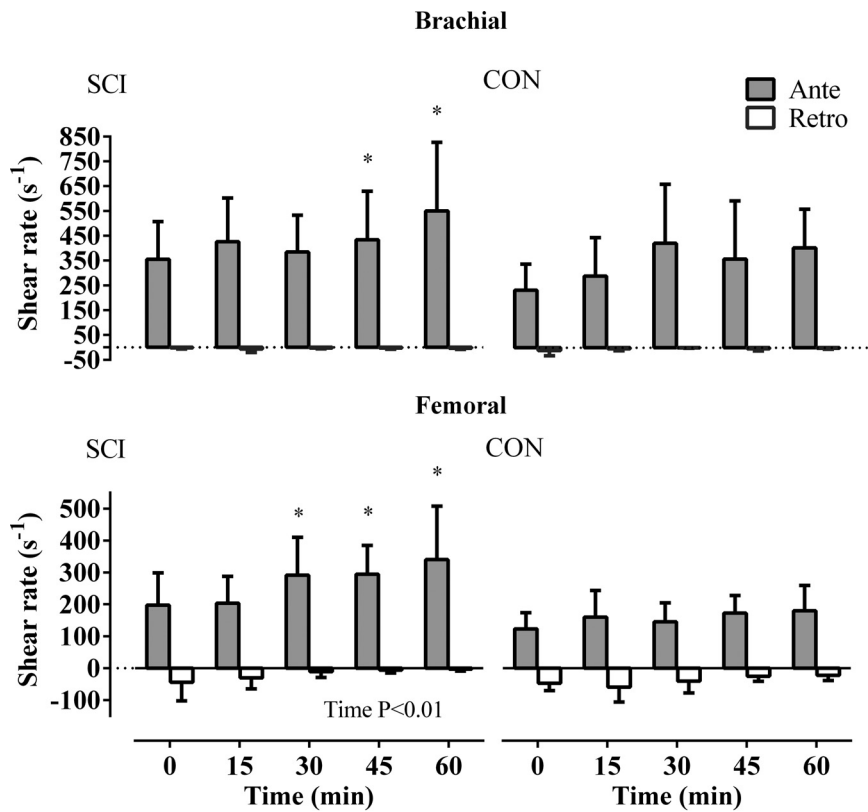 Brachial
SCI
CON
Ante
Retro
*
*
850
750
650
550
450
350
250
150
50
-50
Shear rate (s⁻¹)
Femoral
SCI
CON
*
*
*
500
400
300
200
100
0
-100
Shear rate (s⁻¹)
Time P<0.01
0 15 30 45 60
0 15 30 45 60
Time (min)
Time (min)